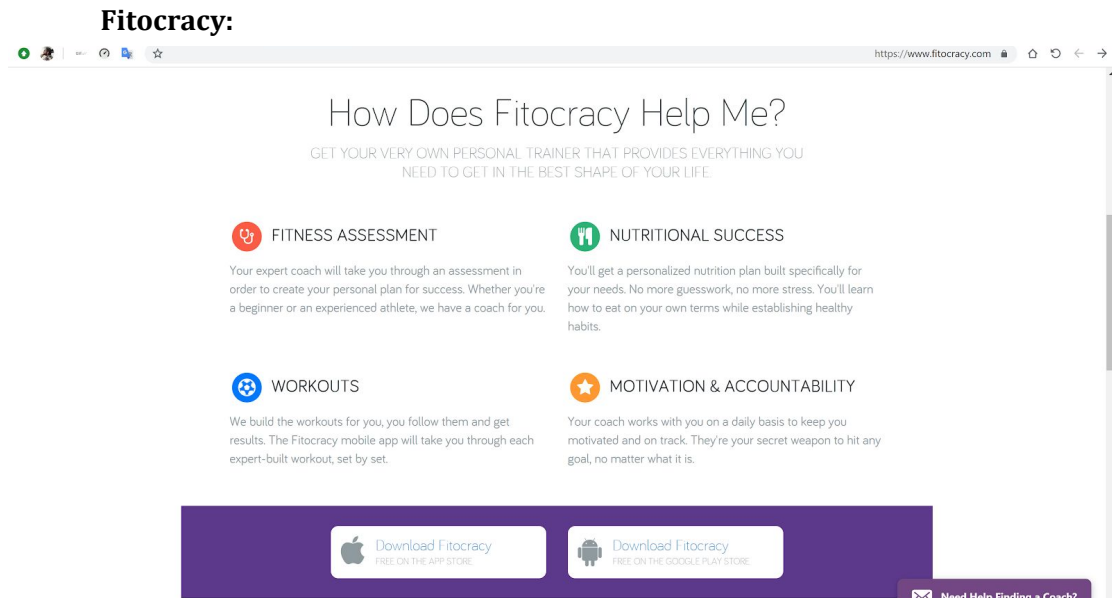 Fitocracy:
https://www.fitocracy.com
How Does Fitocracy Help Me?
GET YOUR VERY OWN PERSONAL TRAINER THAT PROVIDES EVERYTHING YOU
NEED TO GET IN THE BEST SHAPE OF YOUR LIFE.
FITNESS ASSESSMENT
Your expert coach will take you through an assessment in
order to create your personal plan for success. Whether you're
a beginner or an experienced athlete, we have a coach for you.
NUTRITIONAL SUCCESS
You'll get a personalized nutrition plan built specifically for
your needs. No more guesswork, no more stress. You'll learn
how to eat on your own terms while establishing healthy
habits.
WORKOUTS
We build the workouts for you, you follow them and get
results. The Fitocracy mobile app will take you through each
expert-built workout, set by set.
MOTIVATION & ACCOUNTABILITY
Your coach works with you on a daily basis to keep you
motivated and on track. They're your secret weapon to hit any
goal, no matter what it is.
Download Fitocracy
FREE ON THE APP STORE
Download Fitocracy
FREE ON THE GOOGLE PLAY STORE
Need Help Finding a Coach?